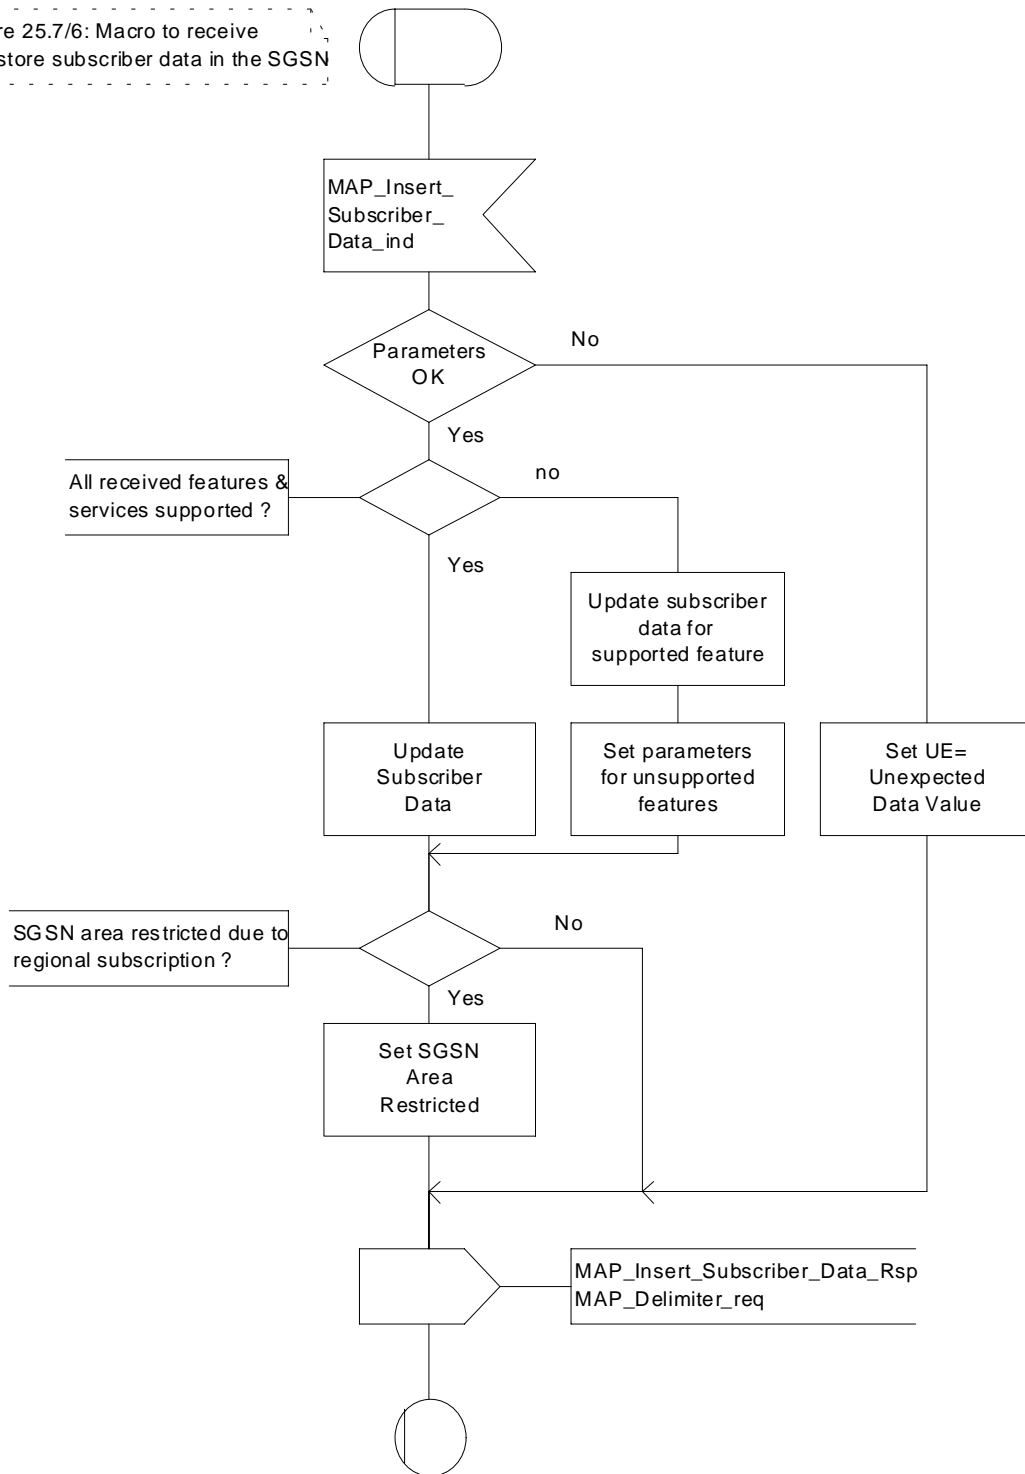 re 25.7/6: Macro to receive
store subscriber data in the SGSN
MAP_Insert_
Subscriber_
Data_ind
Parameters
OK
No
Yes
All received features &
services supported ?
no
Yes
Update subscriber
data for
supported feature
Update
Subscriber
Data
Set parameters
for unsupported
features
Set UE=
Unexpected
Data Value
SGSN area restricted due to
regional subscription ?
No
Yes
Set SGSN
Area
Restricted
MAP_Insert_Subscriber_Data_Rsp
MAP_Delimiter_req